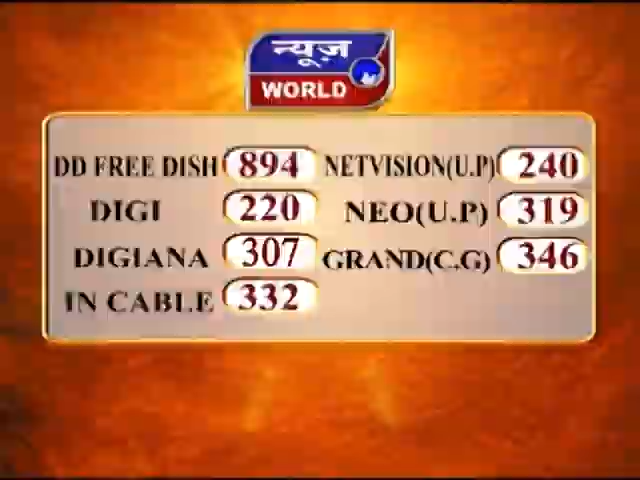 न्यूज़
WORLD
DD FREE DISH 894 NETVISION(U.P) 240
DIGI 220 NEO(U.P) 319
DIGIANA 307 GRAND(C.G) 346
IN CABLE 332